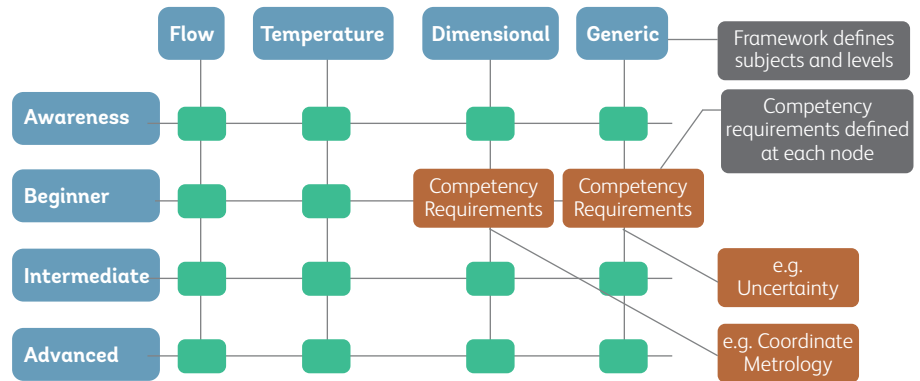 Flow
Temperature
Dimensional
Generic
Framework defines
subjects and levels
Awareness
Competency
requirements defined
at each node
Beginner
Competency
Requirements
Competency
Requirements
Intermediate
e.g.
Uncertainty
Advanced
e.g. Coordinate
Metrology